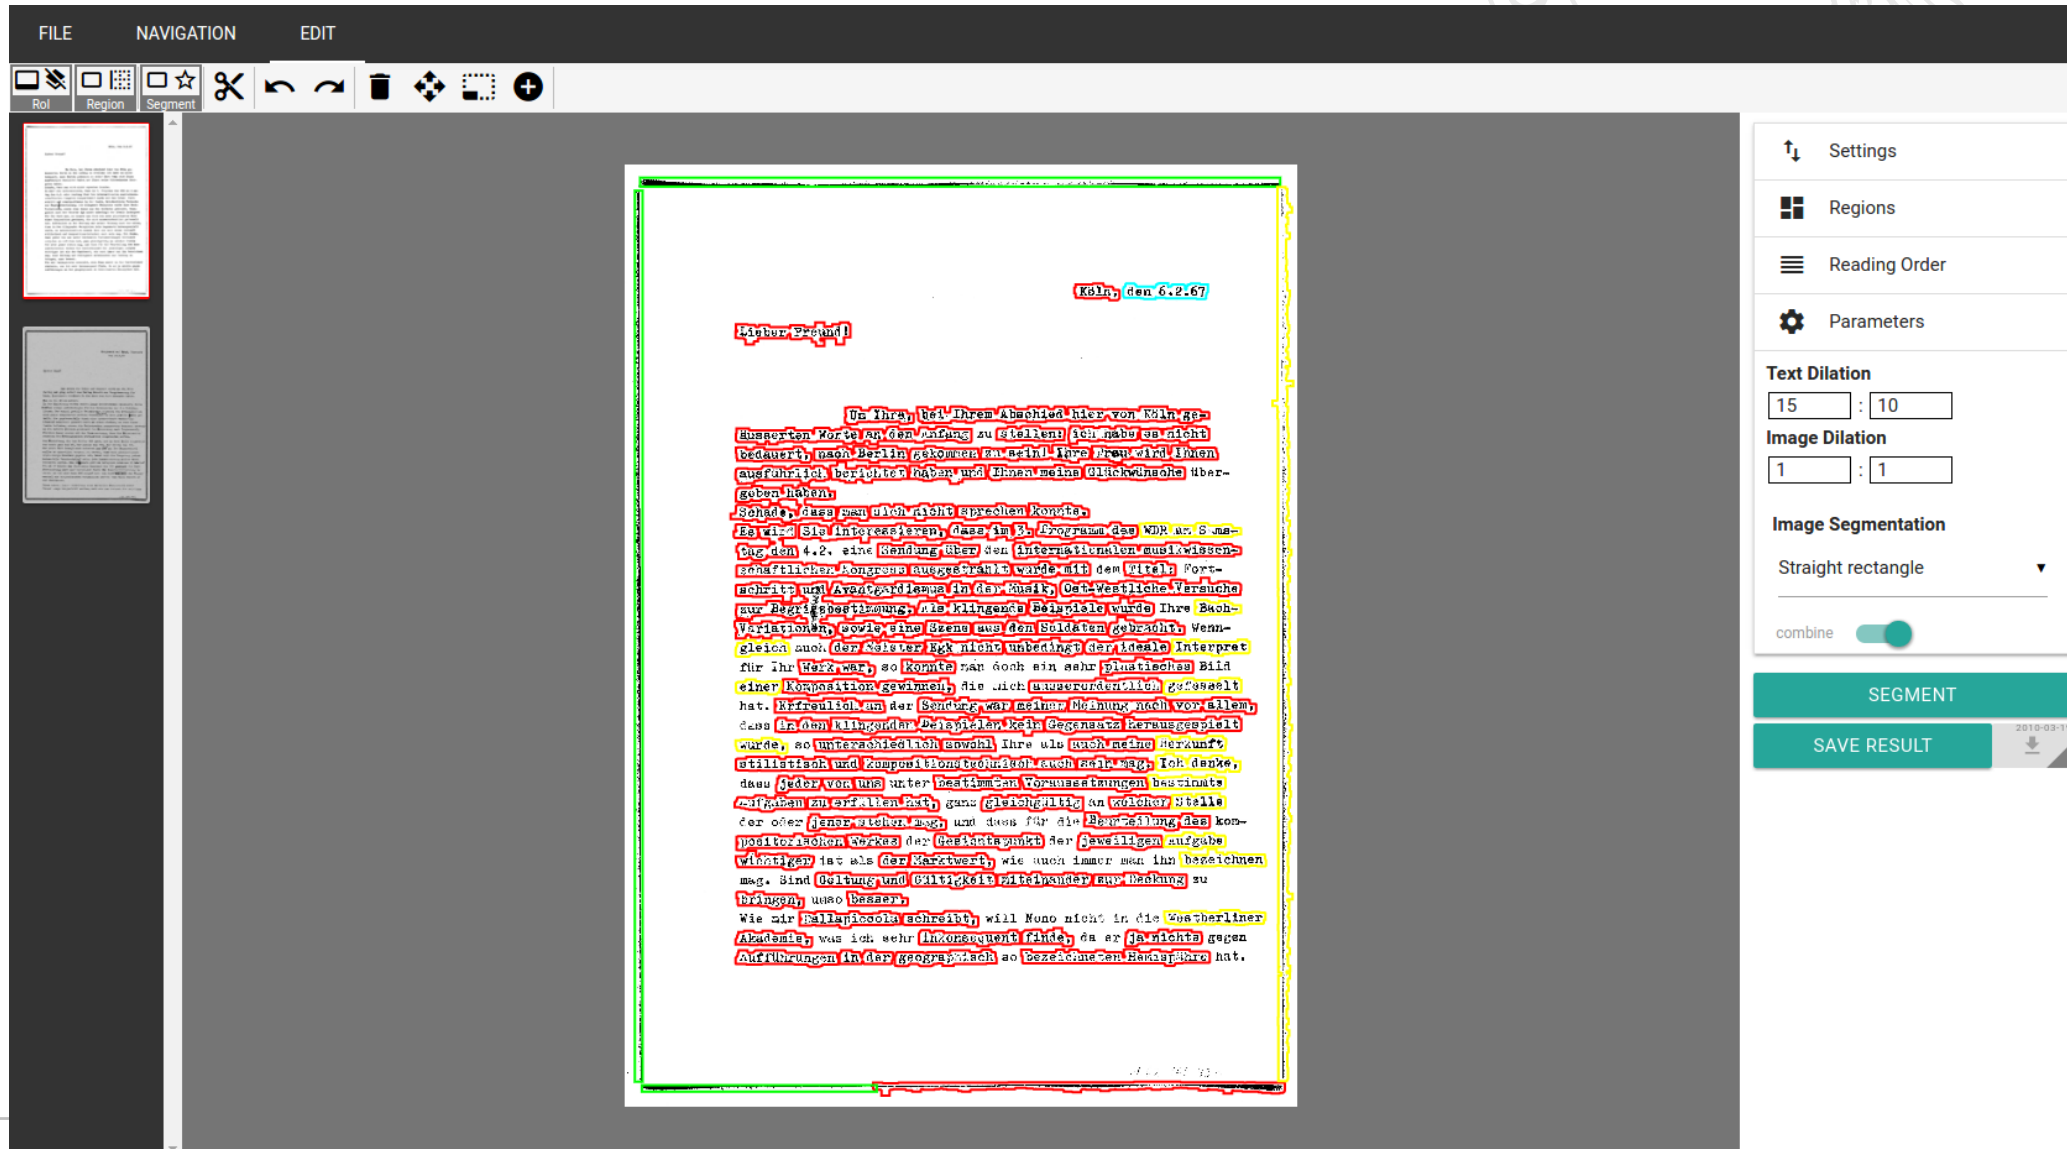 FILE NAVIGATION EDIT
RoI Region Segment
Settings
Regions
Reading Order
Parameters
Text Dilation
15 : 10
Image Dilation
1 : 1
Image Segmentation
Straight rectangle
combine
SEGMENT
SAVE RESULT
Köln, den 6.2.67
Lieber Freund!
Um Ihre, bei Ihrem Abschied hier von Köln ge-
äusserten Worte an den Anfang zu stellen: ich habe es nicht
bedauert, nach Berlin gekommen zu sein! Ihre Frau wird Ihnen
ausführlich berichtet haben und Ihnen meine Glückwünsche über-
geben haben.
Schade, dass man sich nicht sprechen konnte.
Es wird Sie interessieren, dass im 3. Programm des WDR am Sams-
tag den 4.2. eine Sendung über den internationalen musikwissen-
schaftlichen Kongress ausgestrahlt wurde mit dem Titel: Fort-
schritt und Avantgardismus in der Musik, Ost-Westliche Versuche
zur Begriffsbestimmung. Als klingende Beispiele wurde Ihre Bach-
Variationen, sowie eine Szene aus den Soldaten gebracht. Wenn-
gleich auch der Meister Egk nicht unbedingt der ideale Interpret
für Ihr Werk war, so konnte man doch ein sehr plastisches Bild
einer Komposition gewinnen, die mich ausserordentlich gefesselt
hat. Erfreulich an der Sendung war meiner Meinung nach vor allem,
dass in den klingenden Beispielen kein Gegensatz herausgespielt
wurde, so unterschiedlich sowohl Ihre als auch meine Herkunft
stilistisch und kompositionstechnisch auch sein mag. Ich denke,
dass jeder von uns unter bestimmten Voraussetzungen bestimmte
Aufgaben zu erfüllen hat, ganz gleichgültig an welcher Stelle
der oder jener stehen mag, und dass für die Beurteilung des kom-
positorischen Werkes der Gesichtspunkt der jeweiligen Aufgabe
wichtiger ist als der Marktwert, wie auch immer man ihn bezeichnen
mag. Sind Geltung und Gültigkeit miteinander zur Deckung zu
bringen, umso besser.
Wie mir Dallapiccola schreibt, will Nono nicht in die Westberliner
Akademie, was ich sehr inkonsequent finde, da er ja nichts gegen
Aufführungen in der geographisch so bezeichneten Hemisphäre hat.